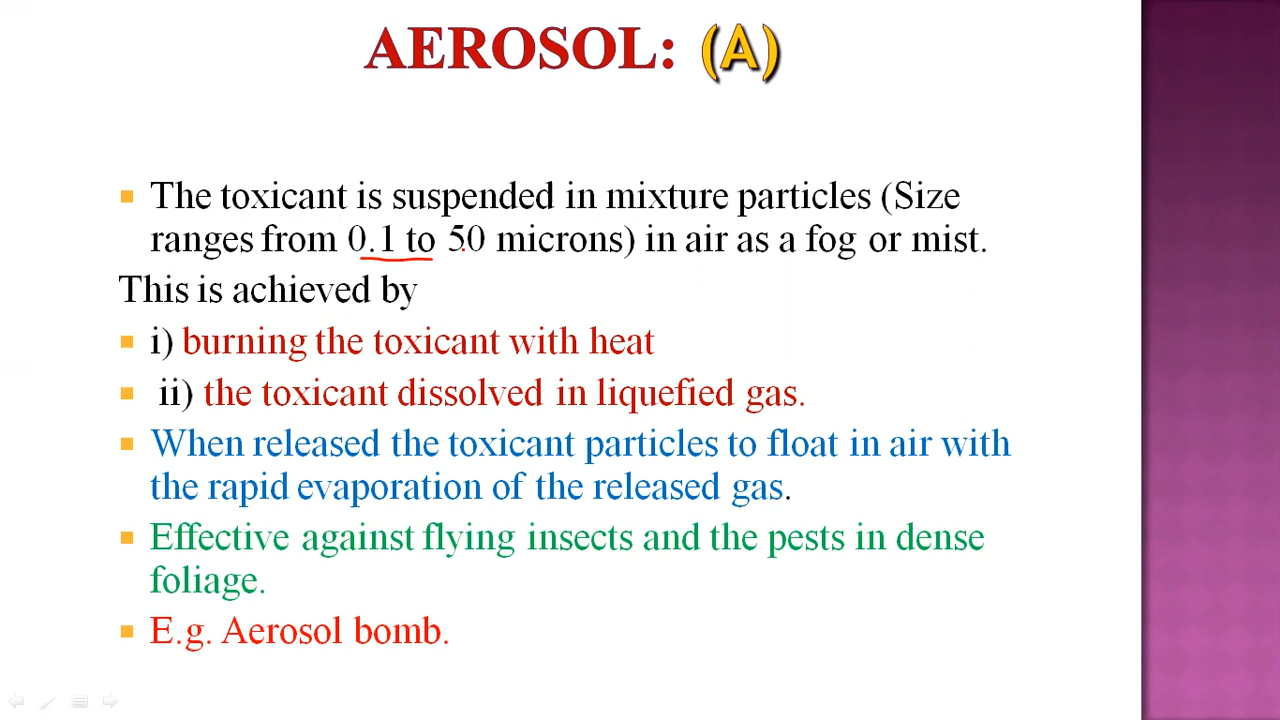 AEROSOL: (A)
The toxicant is suspended in mixture particles (Size
ranges from 0.1 to 50 microns) in air as a fog or mist.
This is achieved by
i) burning the toxicant with heat
ii) the toxicant dissolved in liquefied gas.
When released the toxicant particles to float in air with
the rapid evaporation of the released gas.
Effective against flying insects and the pests in dense
foliage.
E.g. Aerosol bomb.